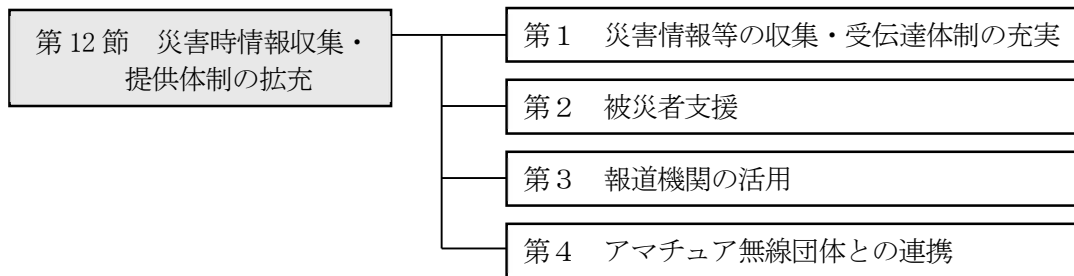 第12節 災害時情報収集・
提供体制の拡充
第１ 災害情報等の収集・受伝達体制の充実
第２ 被災者支援
第３ 報道機関の活用
第４ アマチュア無線団体との連携